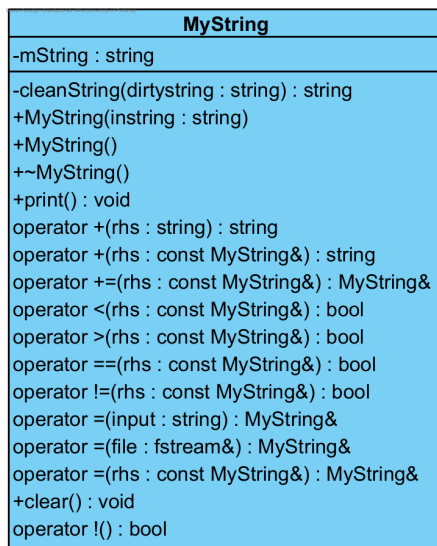 MyString
-mString : string
-cleanString(dirtystring : string) : string
+MyString(instring : string)
+MyString()
+~MyString()
+print() : void
operator +(rhs : string) : string
operator +(rhs : const MyString&) : string
operator +=(rhs : const MyString&) : MyString&
operator <(rhs : const MyString&) : bool
operator >(rhs : const MyString&) : bool
operator ==(rhs : const MyString&) : bool
operator !=(rhs : const MyString&) : bool
operator =(input : string) : MyString&
operator =(file : fstream&) : MyString&
operator =(rhs : const MyString&) : MyString&
+clear() : void
operator !() : bool